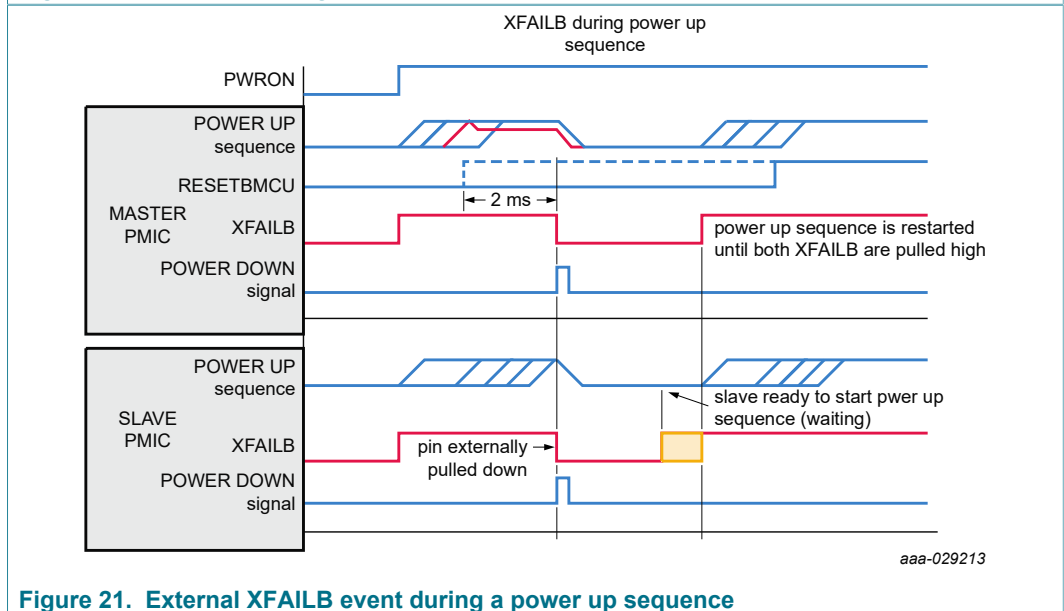 XFAILB during power up
sequence
PWRON
POWER UP
sequence
RESETBMCU
2 ms
MASTER
PMIC
XFAILB
power up sequence is restarted
until both XFAILB are pulled high
POWER DOWN
signal
POWER UP
sequence
slave ready to start pwer up
sequence (waiting)
SLAVE
PMIC
XFAILB
pin externally
pulled down
POWER DOWN
signal
aaa-029213
Figure 21. External XFAILB event during a power up sequence